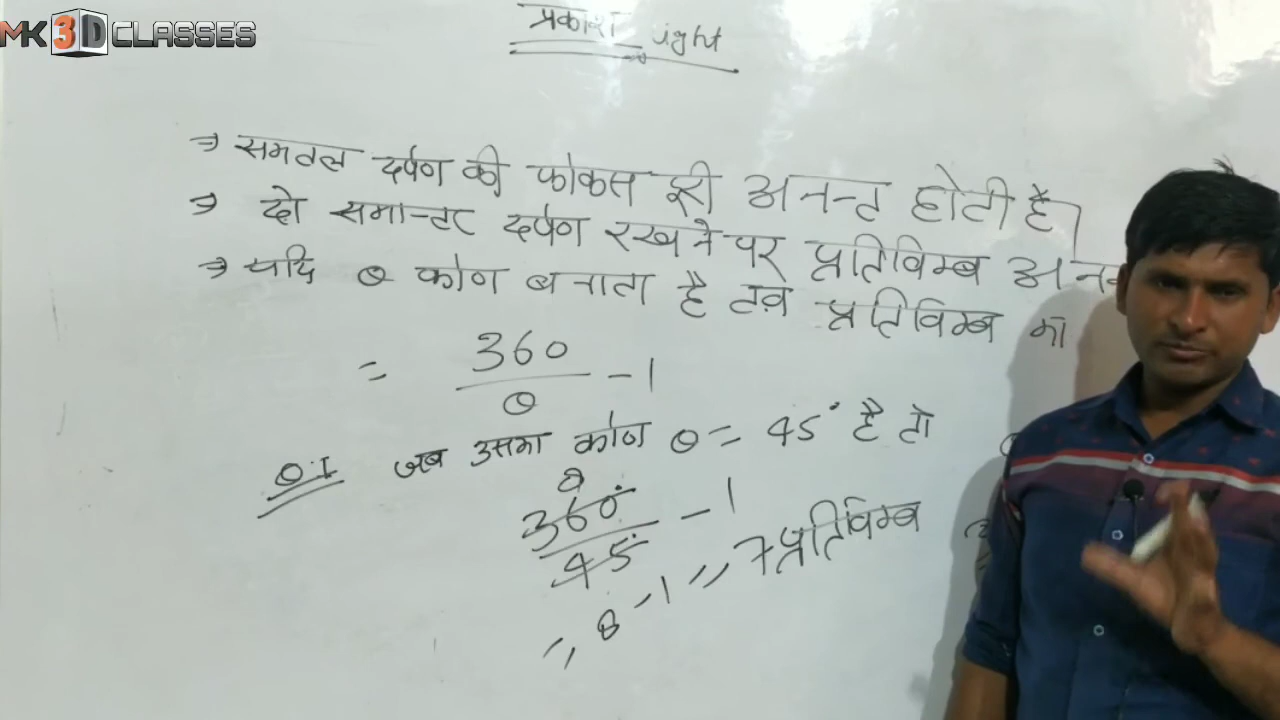 MK3D CLASSES
प्रकाश light
⇒ समतल दर्पण की फोकस दूरी अनन्त होती है।
⇒ दो समान्तर दर्पण रखने पर प्रतिविम्ब
⇒ यदि θ कोण बनाता है तब प्रतिविम्ब
= 360/θ - 1
Q.1 जब उसका कोण θ = 45° है तो
8
360°/45° - 1
,, 8 - 1 ,, 7 प्रतिविम्ब